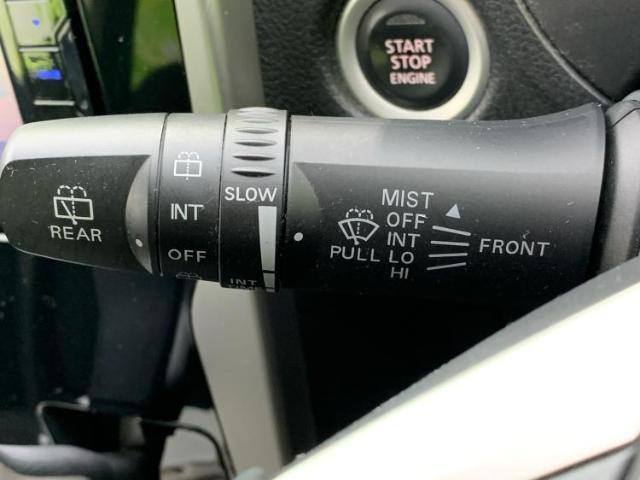 START
STOP
ENGINE
REAR
INT
OFF
SLOW
INT
MIST
OFF
INT
LO
HI
PULL
FRONT